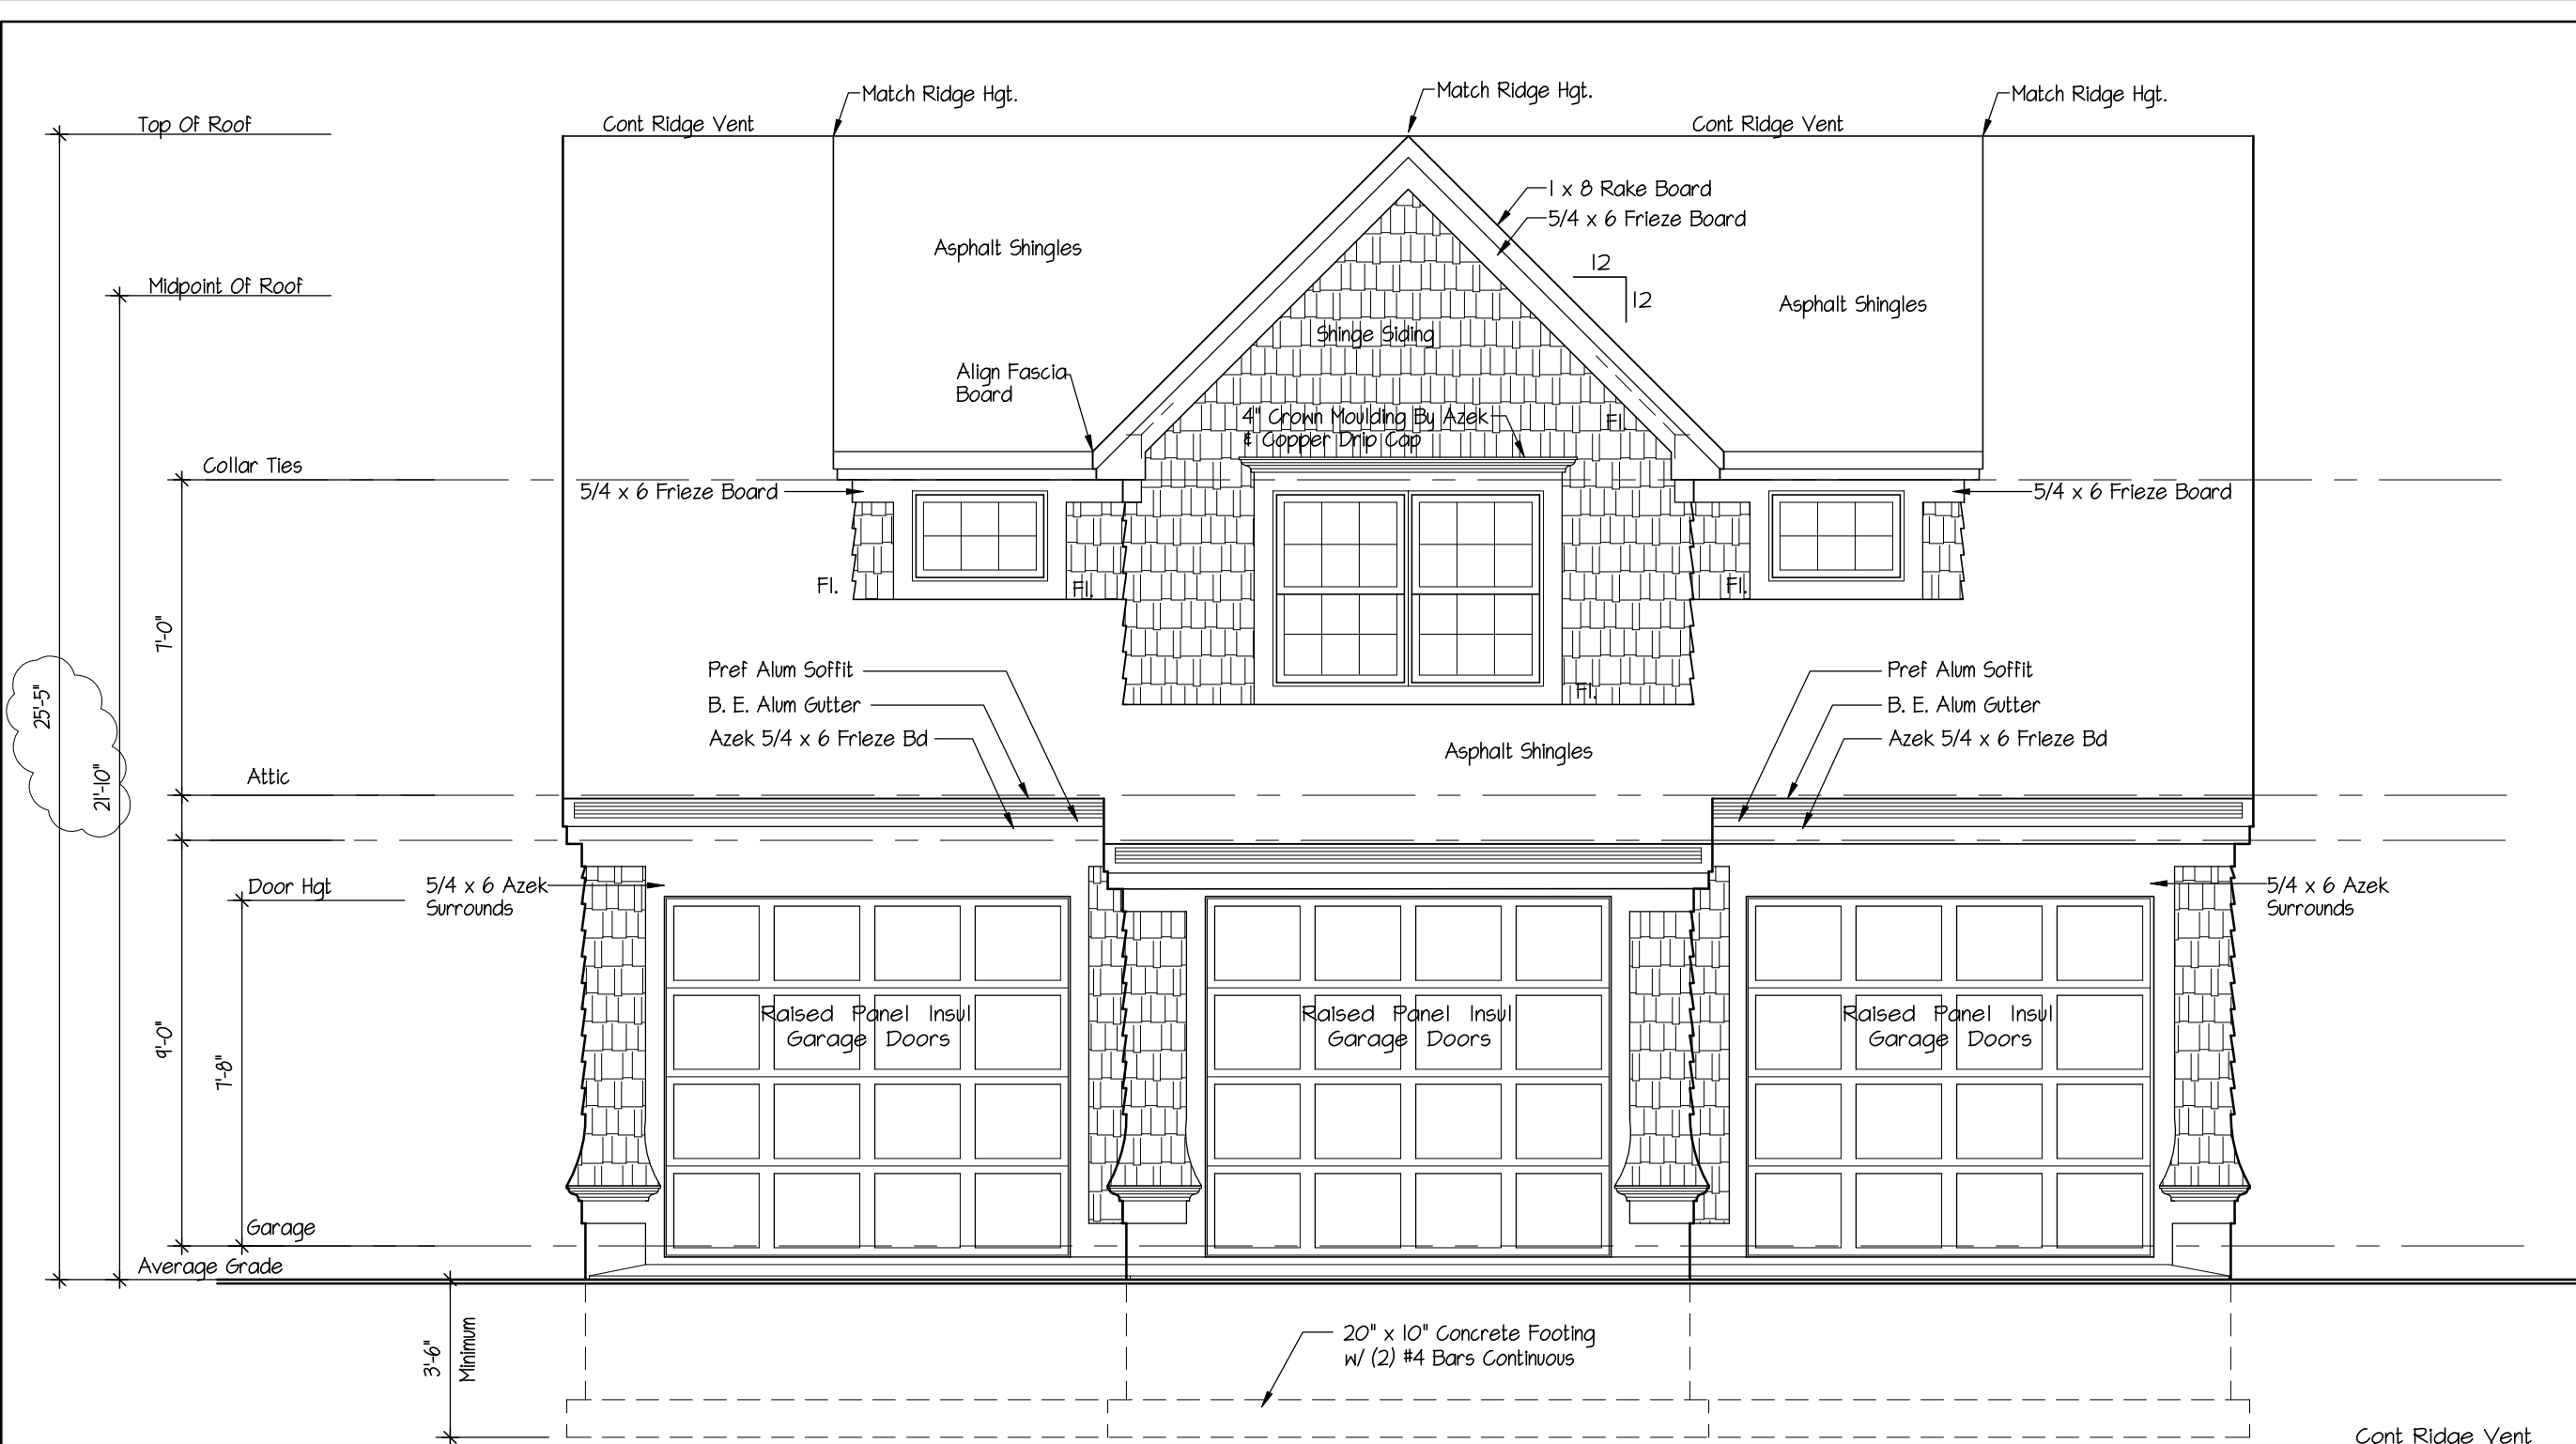 Match Ridge Hgt.
Match Ridge Hgt.
Match Ridge Hgt.
Top Of Roof
Cont Ridge Vent
Cont Ridge Vent
1 x 8 Rake Board
5/4 x 6 Frieze Board
Asphalt Shingles
12
12
Midpoint Of Roof
Asphalt Shingles
Shinge Siding
Align Fascia
Board
4" Crown Moulding By Azek
& Copper Drip Cap
Fl.
Collar Ties
5/4 x 6 Frieze Board
5/4 x 6 Frieze Board
Fl.
Fl.
Fl.
7'-0"
Pref Alum Soffit
B. E. Alum Gutter
Azek 5/4 x 6 Frieze Bd
Fl.
Pref Alum Soffit
B. E. Alum Gutter
Azek 5/4 x 6 Frieze Bd
25'-5"
21'-10"
Asphalt Shingles
Attic
Door Hgt
5/4 x 6 Azek
Surrounds
5/4 x 6 Azek
Surrounds
9'-0"
7'-8"
Raised Panel Insul
Garage Doors
Raised Panel Insul
Garage Doors
Raised Panel Insul
Garage Doors
Garage
Average Grade
3'-6"
Minimum
20" x 10" Concrete Footing
w/ (2) #4 Bars Continuous
Cont Ridge Vent